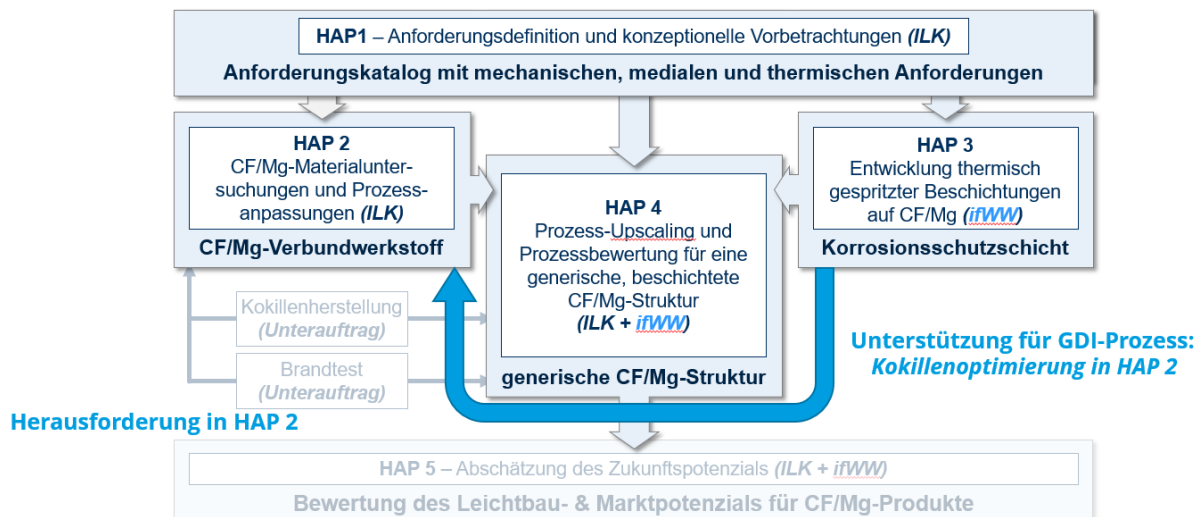 HAP1 – Anforderungsdefinition und konzeptionelle Vorbetrachtungen (ILK)
Anforderungskatalog mit mechanischen, medialen und thermischen Anforderungen
HAP 2
CF/Mg-Materialunter-
suchungen und Prozess-
anpassungen (ILK)
CF/Mg-Verbundwerkstoff
HAP 4
Prozess-Upscaling und
Prozessbewertung für eine
generische, beschichtete
CF/Mg-Struktur
(ILK + ifWW)
generische CF/Mg-Struktur
HAP 3
Entwicklung thermisch
gespritzter Beschichtungen
auf CF/Mg (ifWW)
Korrosionsschutzschicht
Kokillenherstellung
(Unterauftrag)
Brandtest
(Unterauftrag)
Unterstützung für GDI-Prozess:
Kokillenoptimierung in HAP 2
Herausforderung in HAP 2
HAP 5 – Abschätzung des Zukunftspotenzials (ILK + ifWW)
Bewertung des Leichtbau- & Marktpotenzials für CF/Mg-Produkte